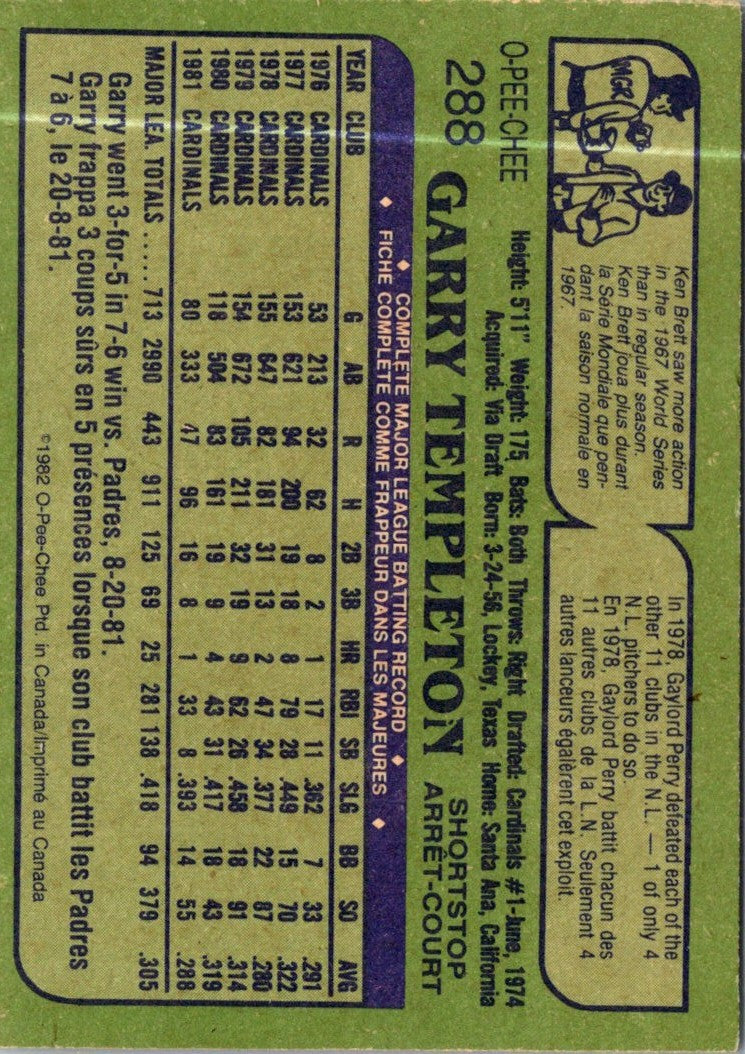 MGR
Ken Brett saw more action
in the 1967 World Series
than in regular season.
Ken Brett joua plus durant
la Série Mondiale que pen-
dant la saison normale en
1967
In 1978, Gaylord Perry defeated each of the
other 11 clubs in the N.L. — 1 of only 4
N.L. pitchers to do so.
En 1978, Gaylord Perry battit chacun des
11 autres clubs de la L.N. Seulement 4
autres lanceurs égalèrent cet exploit.
O-PEE-CHEE
288 GARRY TEMPLETON SHORTSTOP
ARRÊT-COURT
Height: 5'11" Weight: 175, Bats: Both Throws: Right Drafted: Cardinals #1-June, 1974
Acquired: Via Draft Born: 3-24-56, Lockey, Texas Home: Santa Ana, California
♦ COMPLETE MAJOR LEAGUE BATTING RECORD ♦
♦ FICHE COMPLETE COMME FRAPPEUR DANS LES MAJEURES ♦
YEAR CLUB G AB R H 2B 3B HR RBI SB SLG BB SO AVG
1976 CARDINALS 53 213 32 62 8 2 1 17 11 .362 7 33 .291
1977 CARDINALS 153 621 94 200 19 18 8 79 28 .449 15 70 .322
1978 CARDINALS 155 647 82 181 31 13 2 47 34 .377 22 87 .280
1979 CARDINALS 154 672 105 211 32 19 9 62 26 .458 18 91 .314
1980 CARDINALS 118 504 83 161 19 9 4 43 31 .417 18 43 .319
1981 CARDINALS 80 333 47 96 16 8 1 33 8 .393 14 55 .288
MAJOR LEA. TOTALS ..... 713 2990 443 911 125 69 25 281 138 .418 94 379 .305
Garry went 3-for-5 in 7-6 win vs. Padres, 8-20-81.
Garry frappa 3 coups sûrs en 5 présences lorsque son club battit les Padres
7 à 6, le 20-8-81.
©1982 O-Pee-Chee Ptd. in Canada/Imprimé au Canada